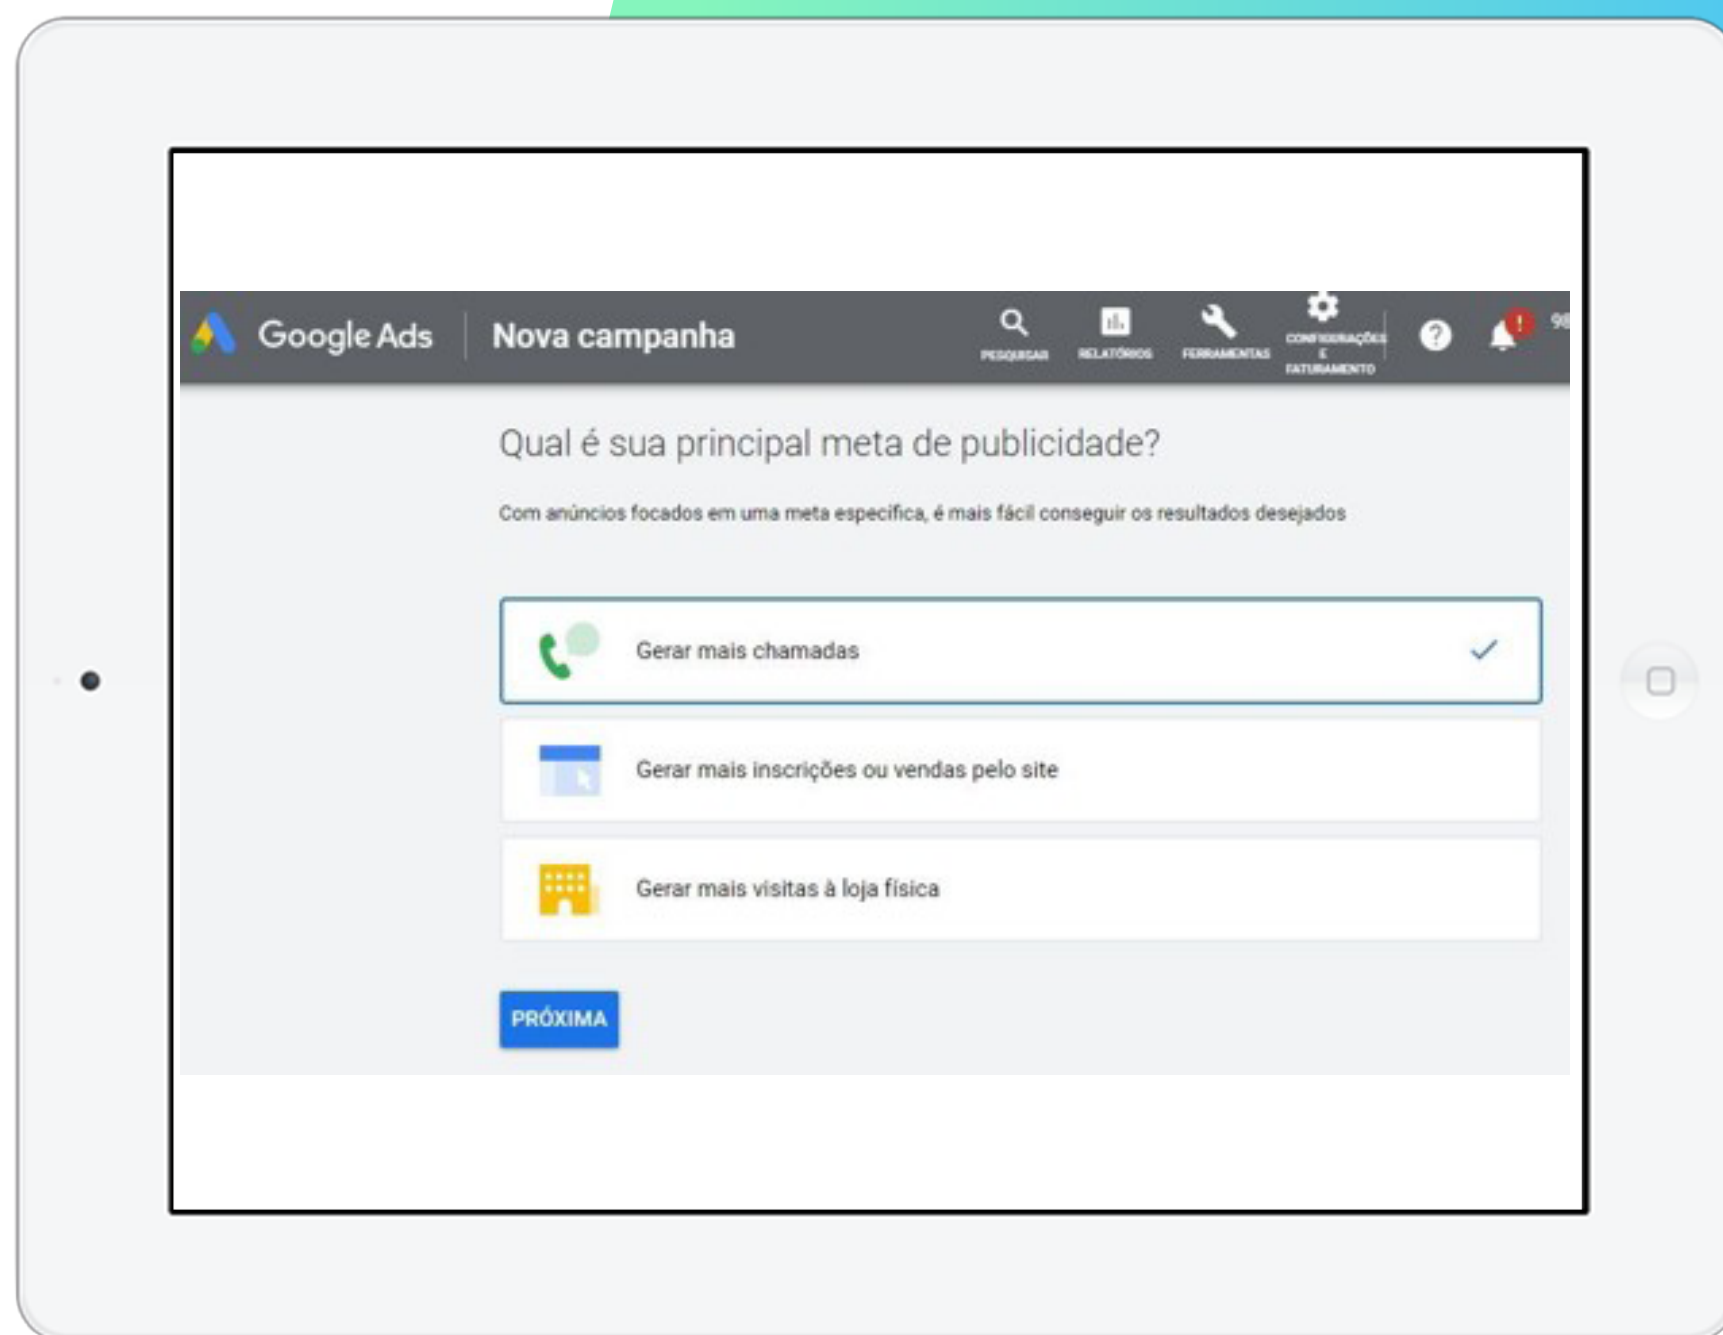 Google Ads
Nova campanha
PESQUISAR
RELATÓRIOS
FERRAMENTAS
CONFIGURAÇÕES
E
FATURAMENTO
?
!
98
Qual é sua principal meta de publicidade?
Com anúncios focados em uma meta específica, é mais fácil conseguir os resultados desejados
Gerar mais chamadas
Gerar mais inscrições ou vendas pelo site
Gerar mais visitas à loja física
PRÓXIMA